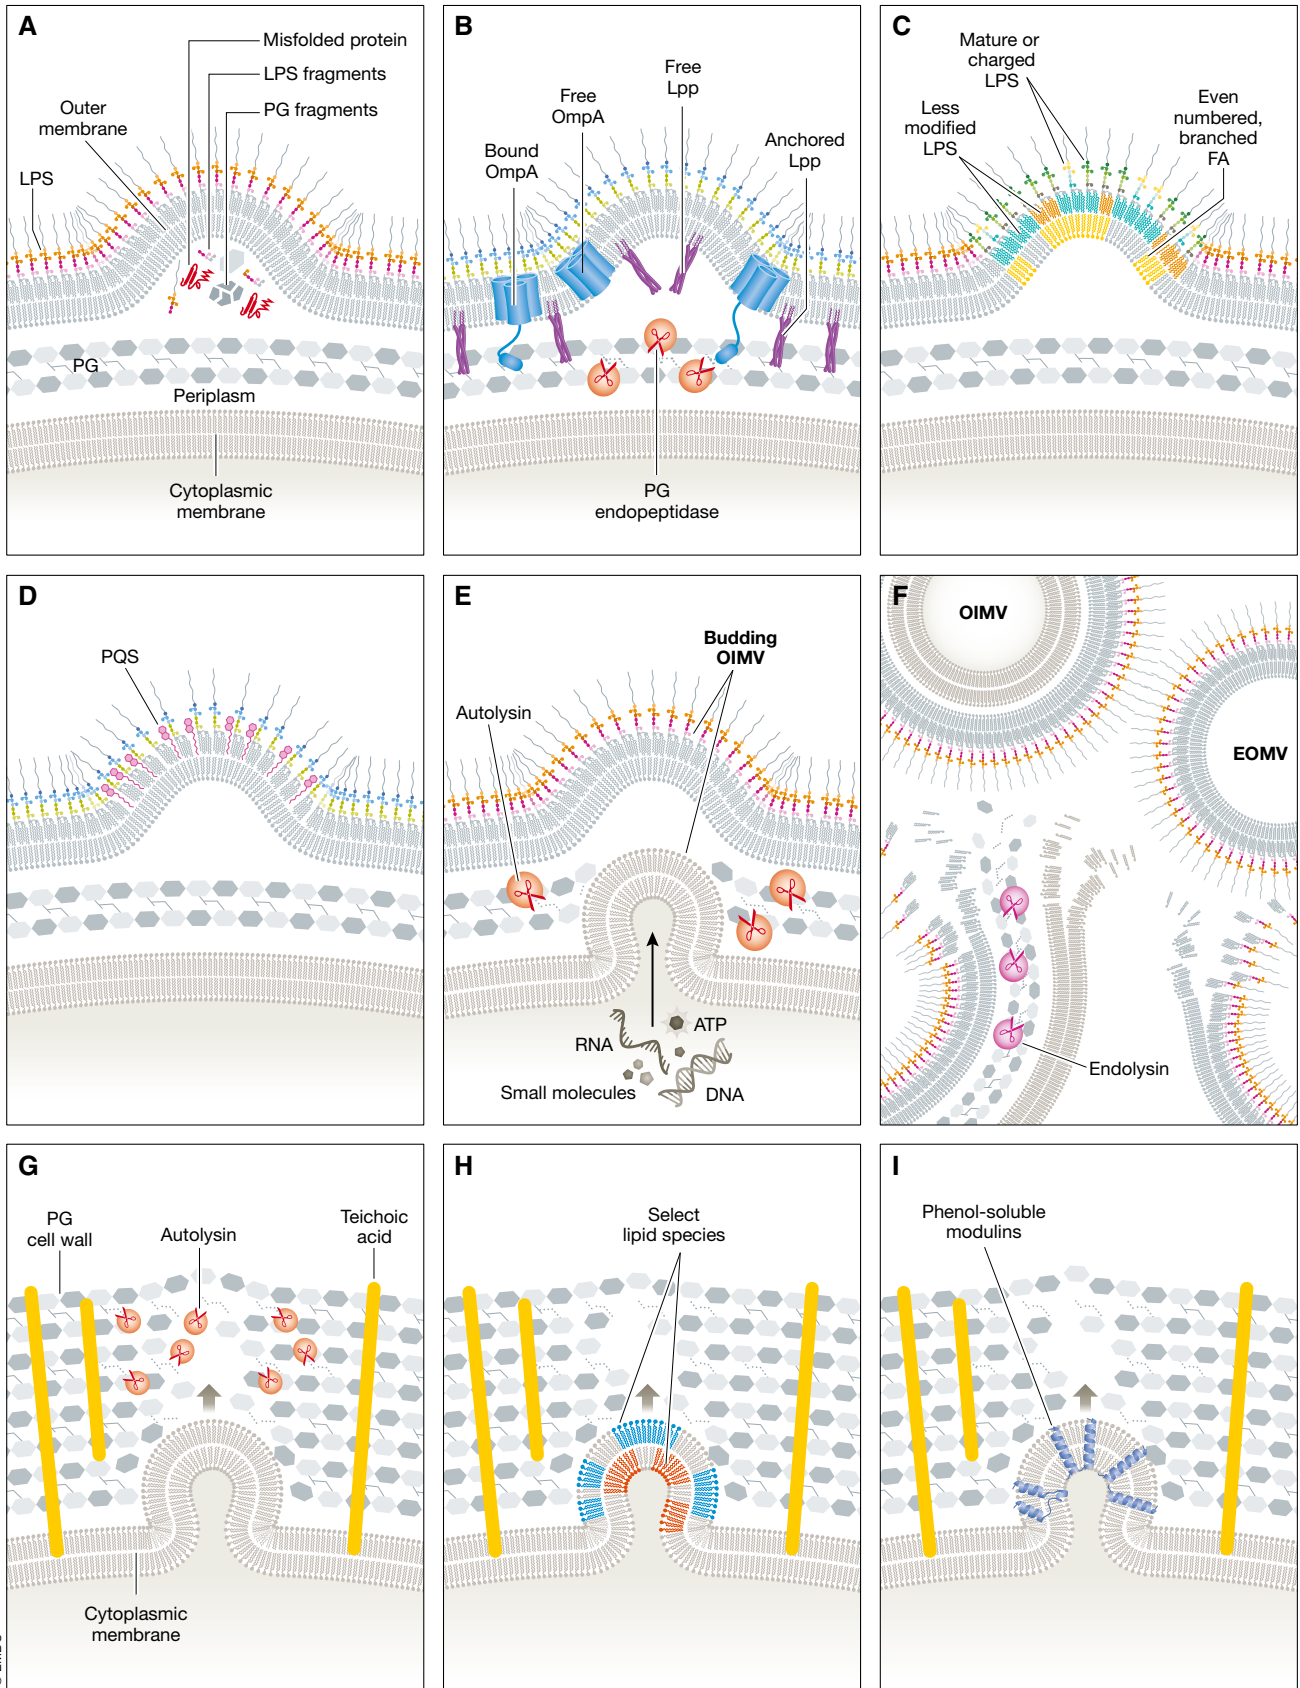 A
Misfolded protein
LPS fragments
PG fragments
Outer
membrane
LPS
PG
Periplasm
Cytoplasmic
membrane
B
Free
Lpp
Free
OmpA
Bound
OmpA
Anchored
Lpp
PG
endopeptidase
C
Mature or
charged
LPS
Less
modified
LPS
Even
numbered,
branched
FA
D
PQS
E
Budding
OIMV
Autolysin
ATP
RNA
Small molecules
DNA
F
OIMV
EOMV
Endolysin
G
PG
cell wall
Autolysin
Teichoic
acid
Cytoplasmic
membrane
H
Select
lipid species
I
Phenol-soluble
modulins